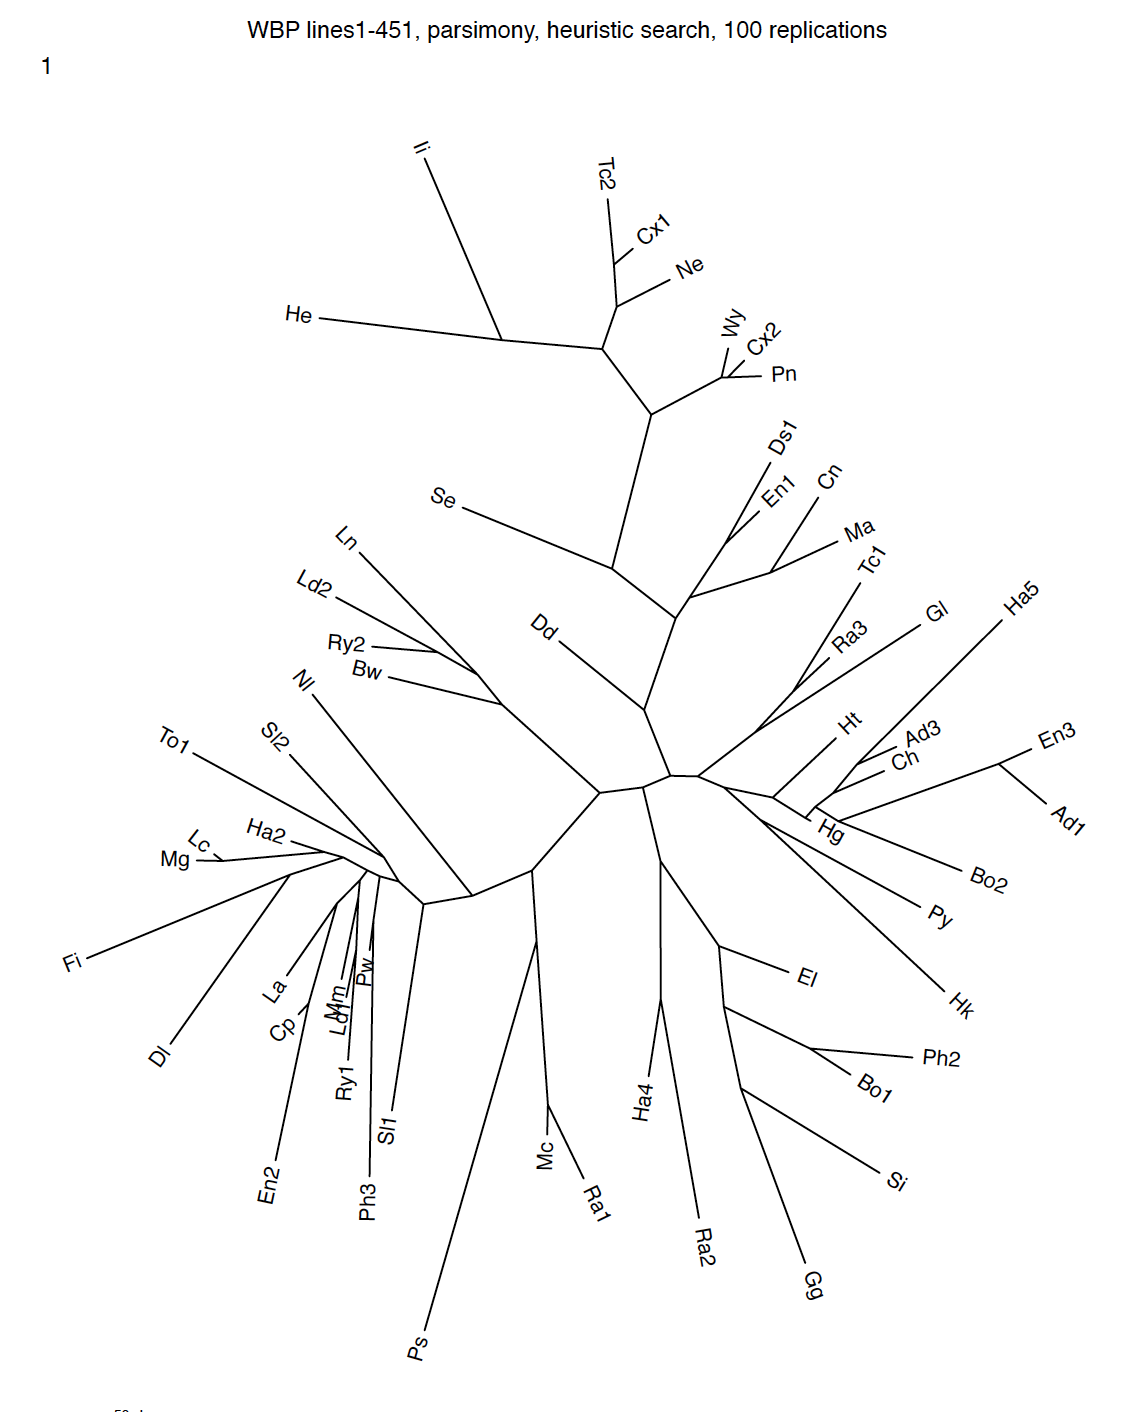 WBP lines1-451, parsimony, heuristic search, 100 replications
1
Ii
Tc2
Cx1
Ne
He
Wy
Cx2
Pn
Ds1
En1
Cn
Se
Ma
Ln
Tc1
Ld2
Ha5
Gl
Dd
Ra3
Ry2
Bw
Nl
Ht
Sl2
To1
Ad3
En3
Ch
Ha2
Lc
Mg
Hg
Ad1
Bo2
Py
Fi
Pw
El
La
Mm
Hk
Ld1
Cp
Dl
Ph2
Ry1
Bo1
Ha4
Sl1
Mc
Si
En2
Ph3
Ra1
Ra2
Gg
Ps